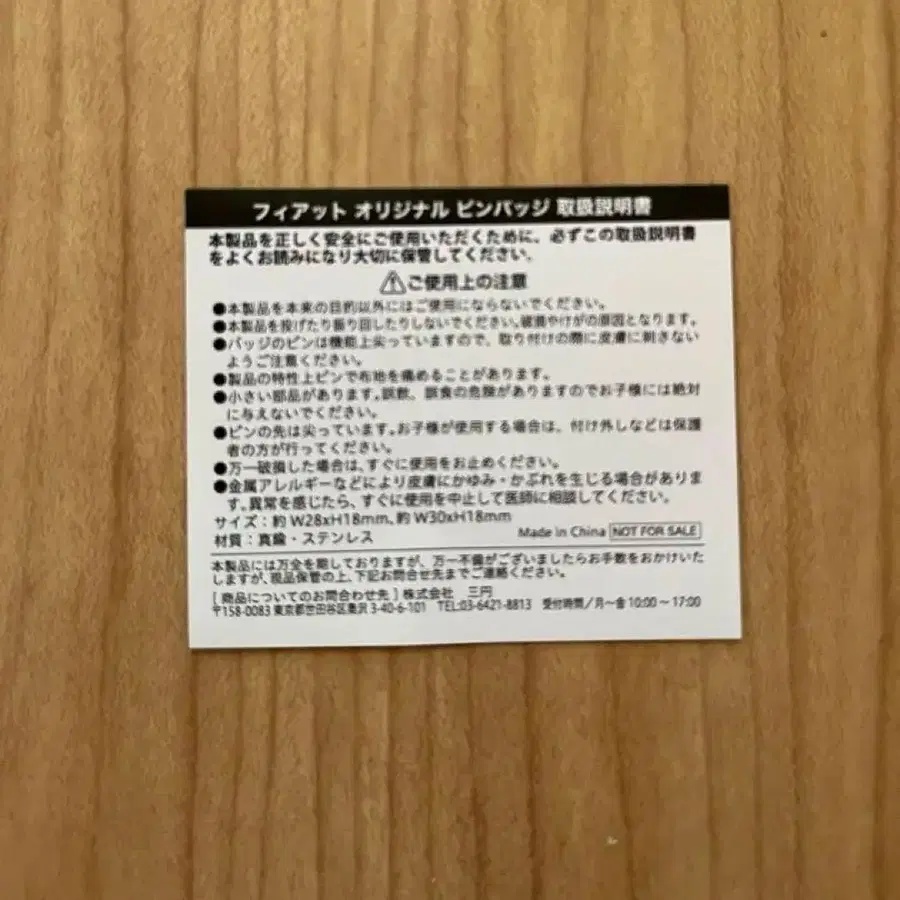 フィアット オリジナル ピンバッジ 取扱説明書
本製品を正しく安全にご使用いただくために、必ずこの取扱説明書
をよくお読みになり大切に保管してください。
⚠ご使用上の注意
●本製品を本来の目的以外にはご使用にならないでください。
●本製品を投げたり振り回したりしないでください。破損やけがの原因となります。
●バッジのピンは機能上尖っていますので、取り付けの際に皮膚に刺さない
ようご注意ください。
●製品の特性上ピンで布地を痛めることがあります。
●小さい部品があります。誤飲、誤食の危険がありますのでお子様には絶対
に与えないでください。
●ピンの先は尖っています。お子様が使用する場合は、付け外しなどは保護
者の方が行ってください。
●万一破損した場合は、すぐに使用をお止めください。
●金属アレルギーなどにより皮膚にかゆみ・かぶれを生じる場合がありま
す。異常を感じたら、すぐに使用を中止して医師に相談してください。
サイズ：約 W28xH18mm、約 W30xH18mm
材質：真鍮・ステンレス Made in China NOT FOR SALE
本製品には万全を期しておりますが、万一不備がございましたらお手数をおかけいた
しますが、現品保管の上、下記お問合せ先までご連絡ください。
[ 商品についてのお問合わせ先 ] 株式会社 三円
〒158-0083 東京都世田谷区奥沢 3-40-6-101 TEL:03-6421-8813 受付時間／月〜金 10:00 〜 17:00